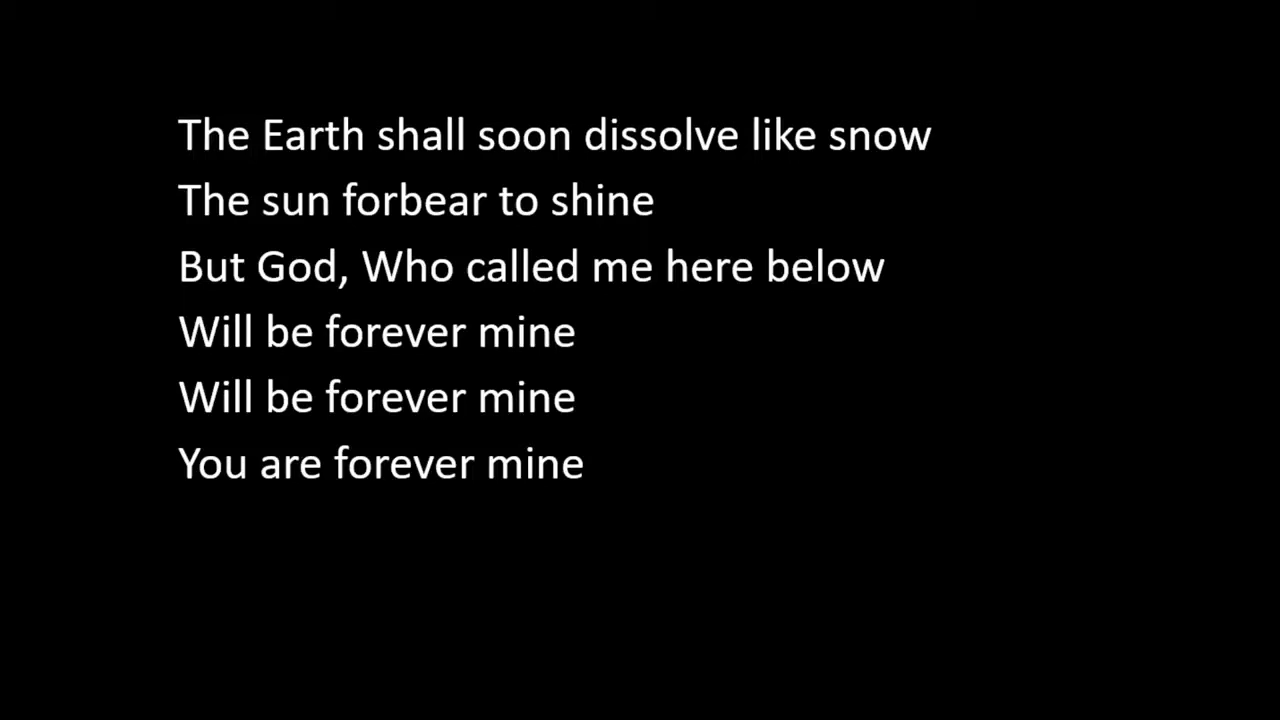 The Earth shall soon dissolve like snow
The sun forbear to shine
But God, Who called me here below
Will be forever mine
Will be forever mine
You are forever mine